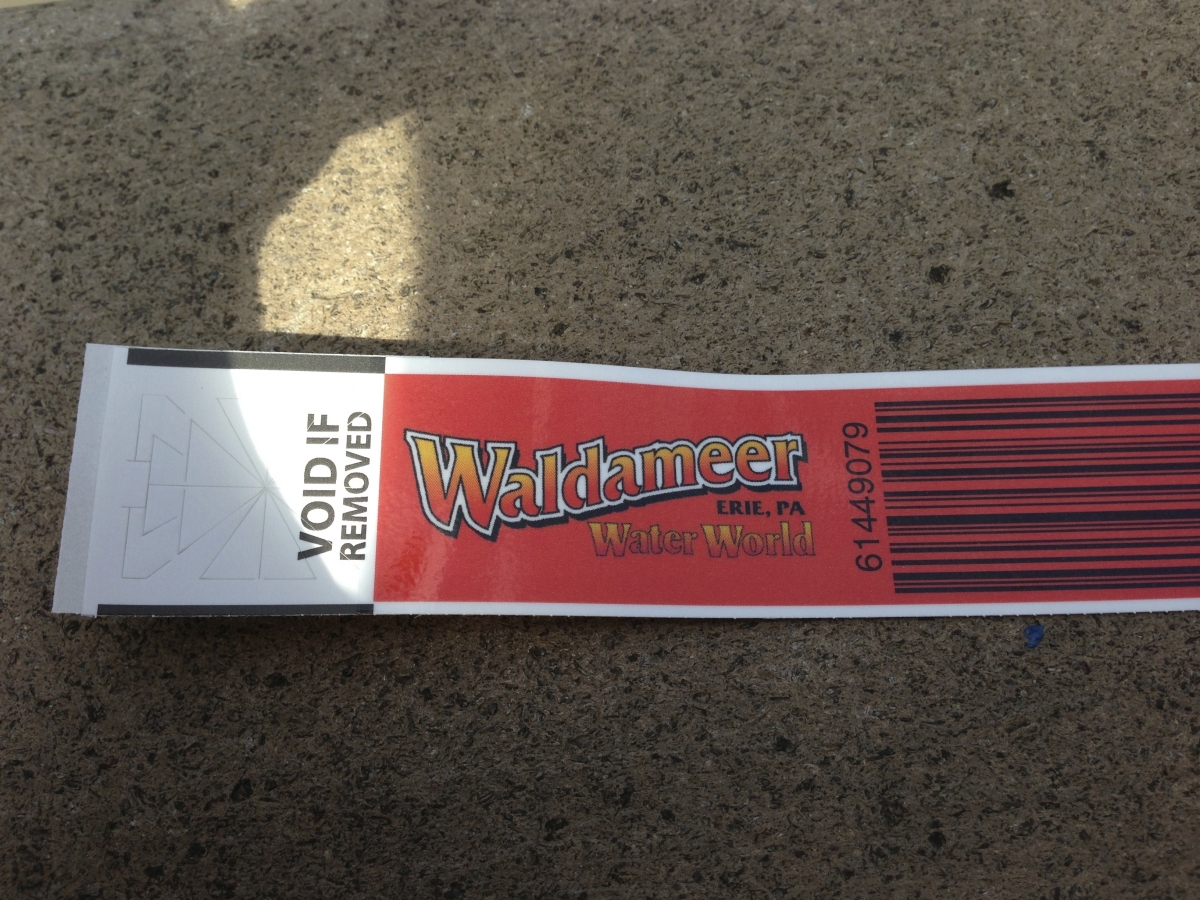 VOID IF
REMOVED
Waldameer
ERIE, PA
Water World
61449079